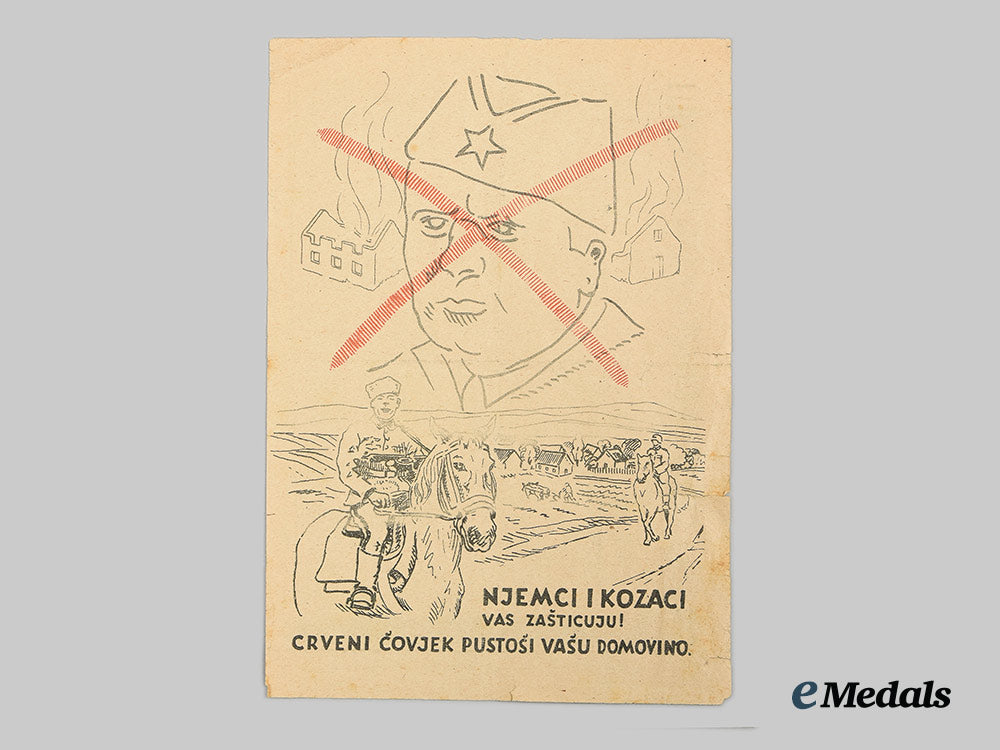 NJEMCI I KOZACI
VAS ZAŠTICUJU!
CRVENI ČOVJEK PUSTOŠI VAŠU DOMOVINO.
eMedals